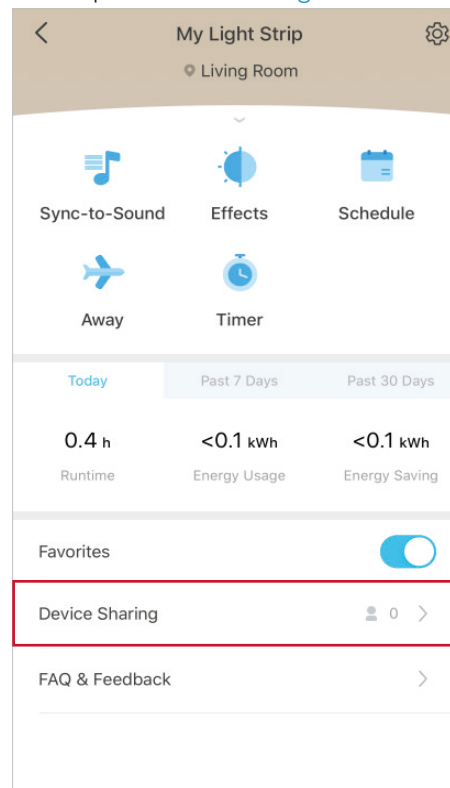 My Light Strip
Living Room
Sync-to-Sound Effects Schedule
Away Timer
Today Past 7 Days Past 30 Days
0.4 h <0.1 kWh <0.1 kWh
Runtime Energy Usage Energy Saving
Favorites
Device Sharing 0
FAQ & Feedback